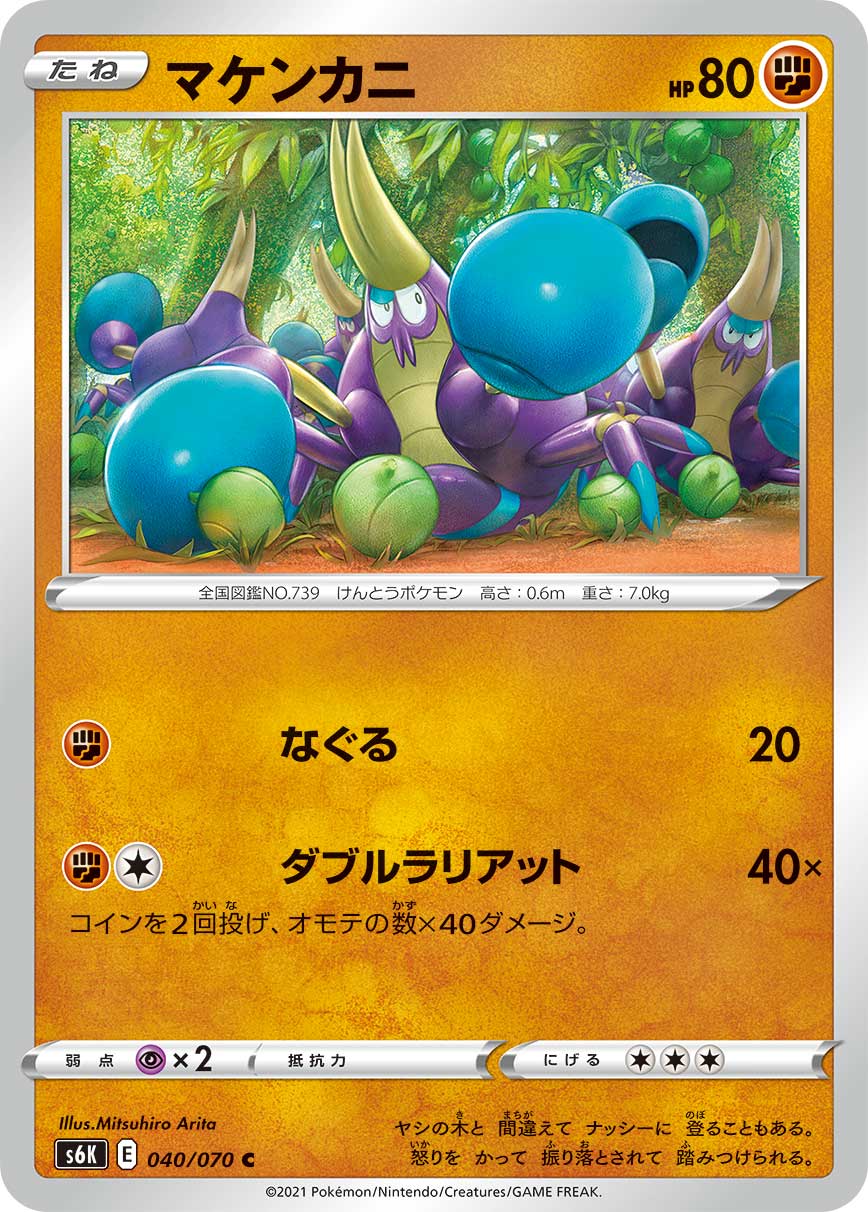 たね マケンカニ HP80
全国図鑑NO.739 けんとうポケモン 高さ：0.6m 重さ：7.0kg
なぐる 20
ダブルラリアット 40×
コインを2回投げ、オモテの数×40ダメージ。
弱点 ×2 抵抗力 にげる
Illus.Mitsuhiro Arita
ヤシの木と 間違えて ナッシーに 登ることもある。
怒りを かって 振り落とされて 踏みつけられる。
s6K E 040/070 C
©2021 Pokémon/Nintendo/Creatures/GAME FREAK.